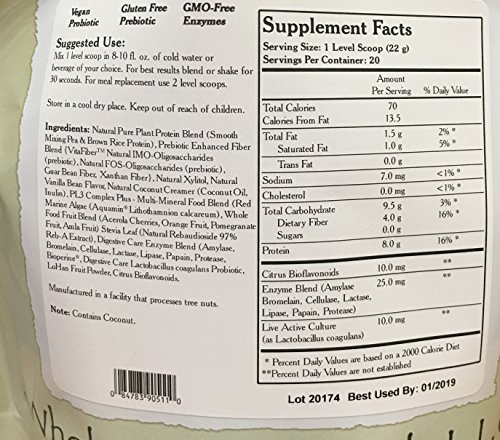 Vegan
Probiotic
Gluten Free
Prebiotic
GMO-Free
Enzymes
Suggested Use:
Mix 1 level scoop in 8-10 fl. oz. of cold water or
beverage of your choice. For best results blend or shake for
30 seconds. For meal replacement use 2 level scoops.
Store in a cool dry place. Keep out of reach of children.
Ingredients: Natural Pure Plant Protein Blend (Smooth
Mixing Pea & Brown Rice Protein), Prebiotic Enhanced Fiber
Blend {VitaFiber™ Natural IMO-Oligosaccharides
(prebiotic), Natural FOS-Oligosaccharides (prebiotic),
Guar Bean Fiber, Xanthan Fiber}, Natural Xylitol, Natural
Vanilla Bean Flavor, Natural Coconut Creamer (Coconut Oil,
Inulin), PL3 Complex Plus - Multi-Mineral Food Blend (Red
Marine Algae (Aquamin® Lithothamnion calcareum), Whole
Food Fruit Blend (Acerola Cherries, Orange Fruit, Pomegranate
Fruit, Amla Fruit) Stevia Leaf (Natural Rebaudioside 97%
Reb-A Extract), Digestive Care Enzyme Blend (Amylase,
Bromelain, Cellulase, Lactase, Lipase, Papain, Protease,
Bioperine®, Digestive Care Lactobacillus coagulans Probiotic,
LoHan Fruit Powder, Citrus Bioflavonoids.
Manufactured in a facility that processes tree nuts.
Note: Contains Coconut.
0 84783 90511 0
Supplement Facts
Serving Size: 1 Level Scoop (22 g)
Servings Per Container: 20
Amount
Per Serving % Daily Value
Total Calories 70
Calories From Fat 13.5
Total Fat 1.5 g 2% *
Saturated Fat 1.0 g 5% *
Trans Fat 0.0 g
Sodium 7.0 mg <1% *
Cholesterol 0.0 mg <1% *
Total Carbohydrate 9.5 g 3% *
Dietary Fiber 4.0 g 16% *
Sugars 0.0 g
Protein 8.0 g 16% *
Citrus Bioflavonoids 10.0 mg **
Enzyme Blend (Amylase 25.0 mg **
Bromelain, Cellulase, Lactase,
Lipase, Papain, Protease)
Live Active Culture 10.0 mg **
(as Lactobacillus coagulans)
* Percent Daily Values are based on a 2000 Calorie Diet
**Percent Daily Values are not established
Lot 20174 Best Used By: 01/2019